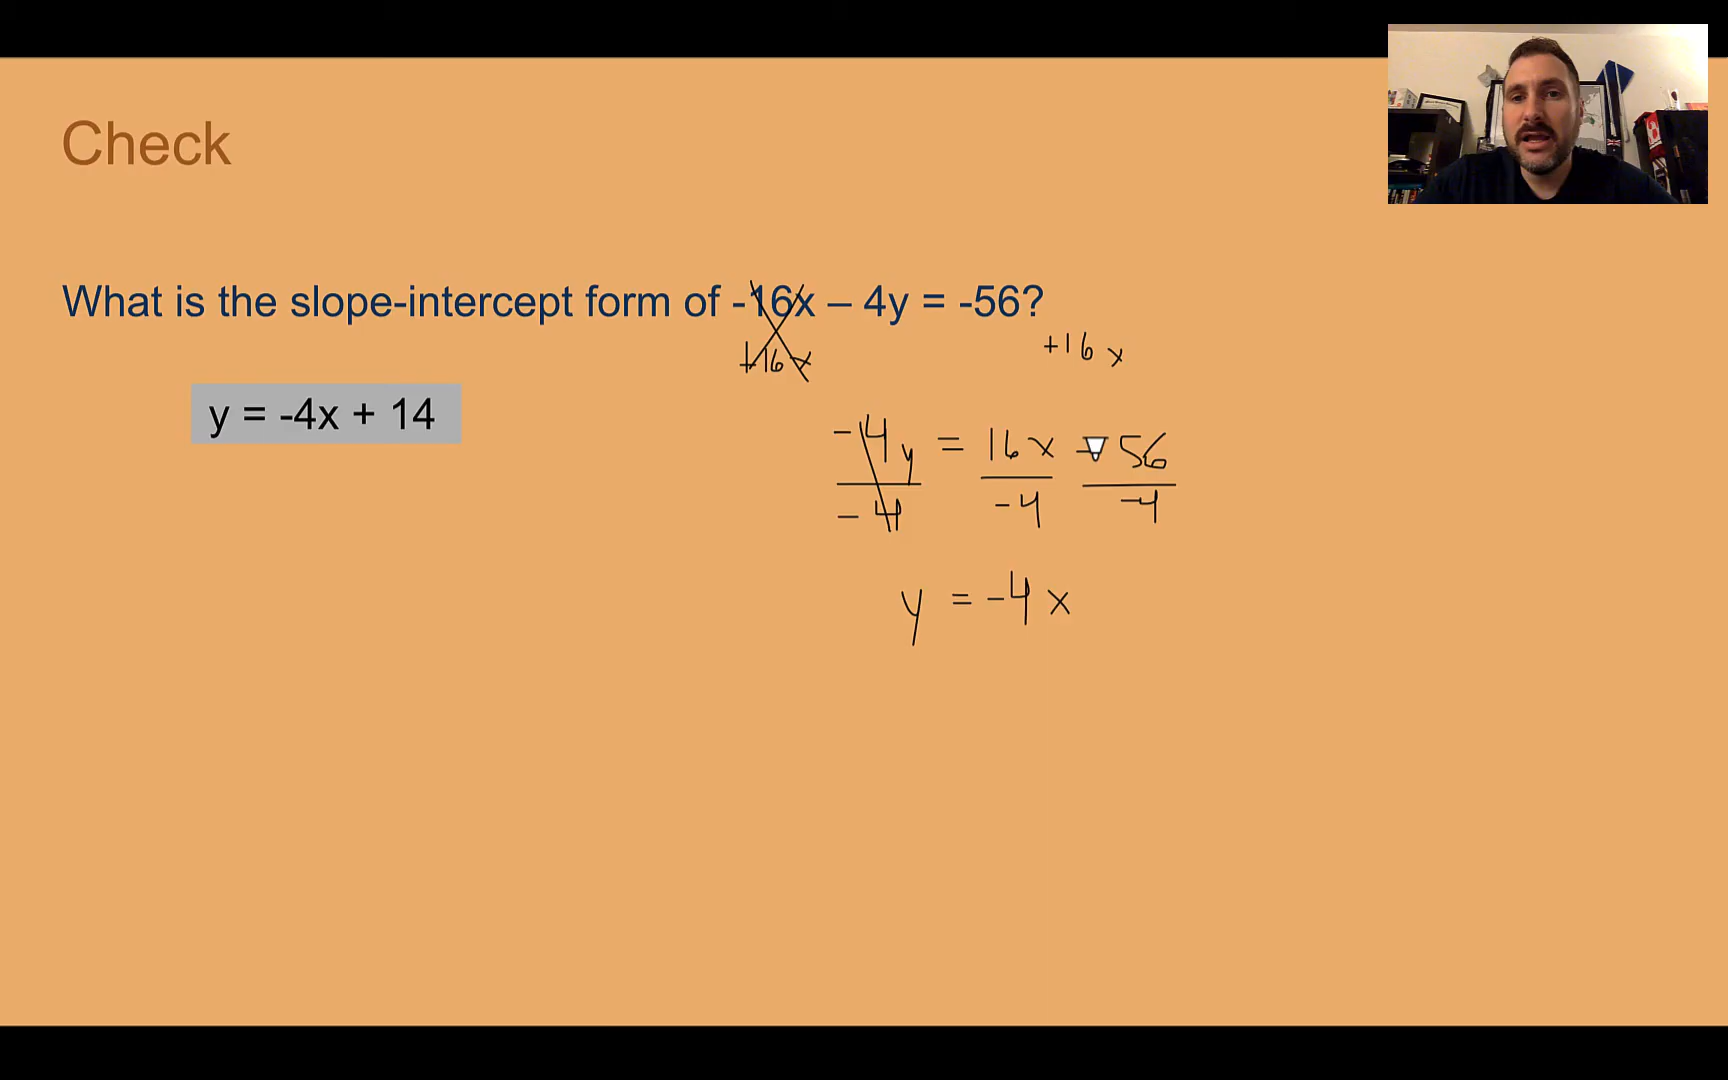 Check
What is the slope-intercept form of -16x – 4y = -56?
+16x +16x
y = -4x + 14
-4y = 16x - 56
-4 -4 -4
y = -4x